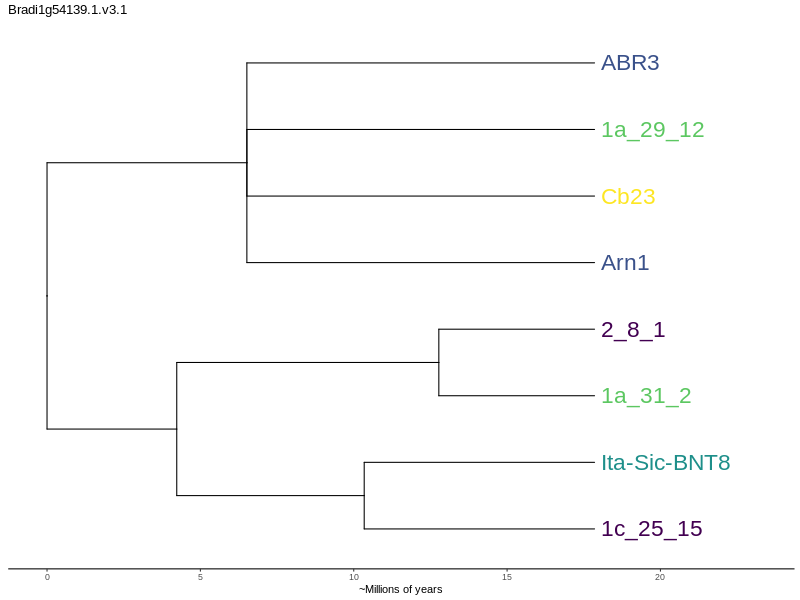 Bradi1g54139.1.v3.1
ABR3
1a_29_12
Cb23
Arn1
2_8_1
1a_31_2
Ita-Sic-BNT8
1c_25_15
0 5 10 15 20
~Millions of years